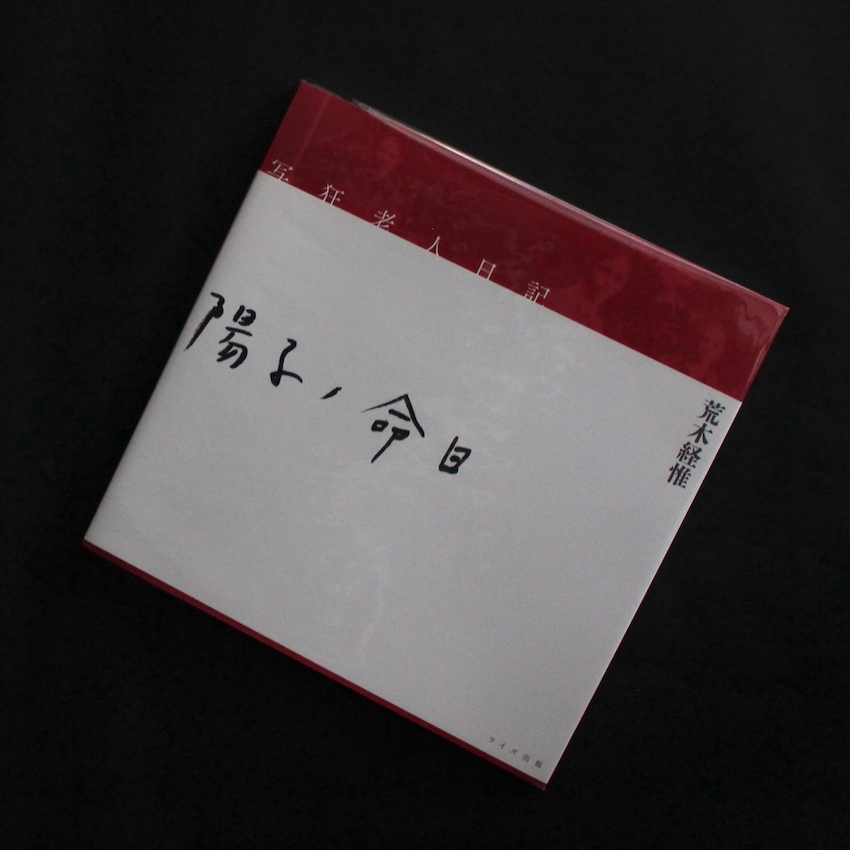 写狂老人日記
陽子ノ命日
荒木経惟
ワイズ出版